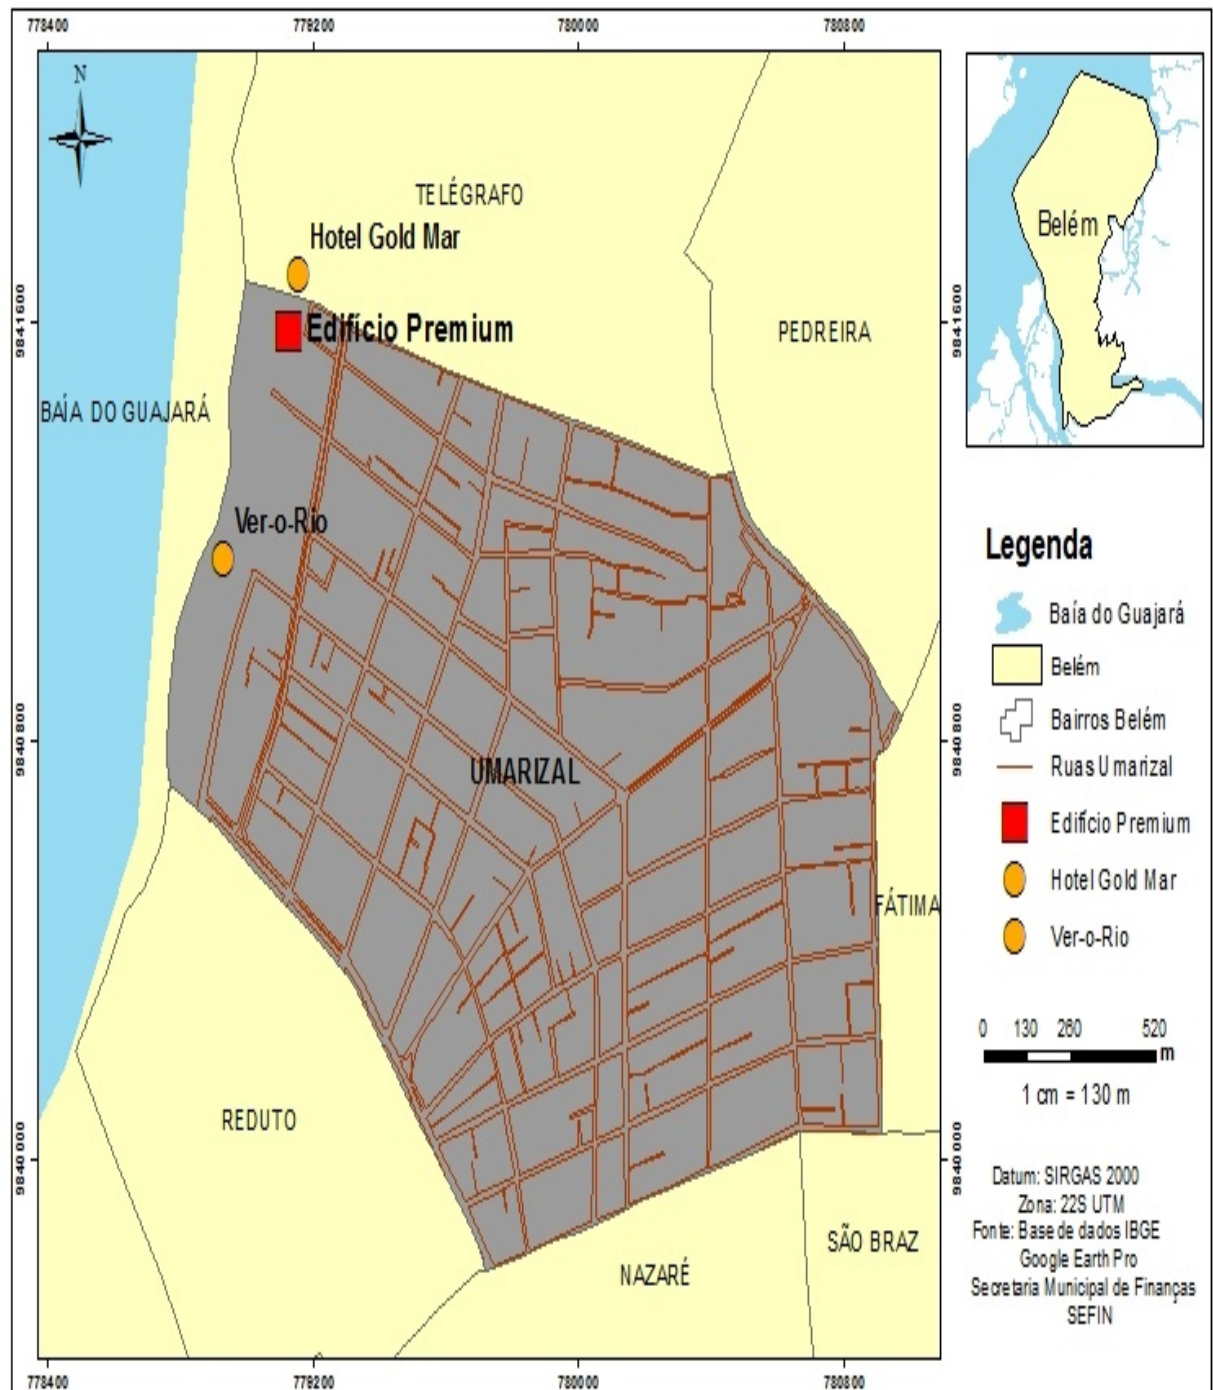 778400 779200 780000 780800
N
TELÉGRAFO
Hotel Gold Mar
Edifício Premium
PEDREIRA
BAÍA DO GUAJARÁ
Ver-o-Rio
UMARIZAL
FÁTIMA
REDUTO
SÃO BRAZ
NAZARÉ
9841600
9840800
9840000
9841600
9840800
9840000
778400 779200 780000 780800
Belém
Legenda
Baía do Guajará
Belém
Bairros Belém
Ruas Umarizal
Edifício Premium
Hotel Gold Mar
Ver-o-Rio
0 130 260 520
m
1 cm = 130 m
Datum: SIRGAS 2000
Zona: 22S UTM
Fonte: Base de dados IBGE
Google Earth Pro
Secretaria Municipal de Finanças
SEFIN